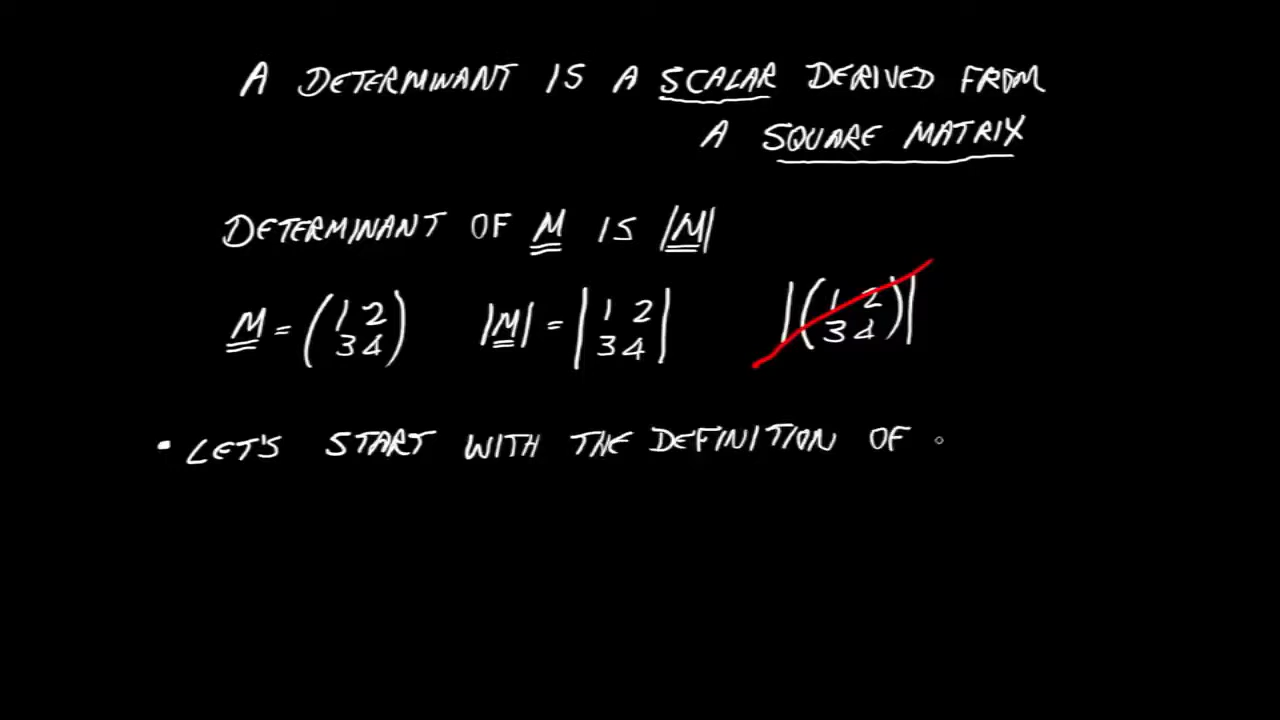 A DETERMINANT IS A SCALAR DERIVED FROM
A SQUARE MATRIX
DETERMINANT OF M IS |M|
M = (1 2 3 4) |M| = |1 2 3 4| |(1 2 3 4)|
• LET'S START WITH THE DEFINITION OF